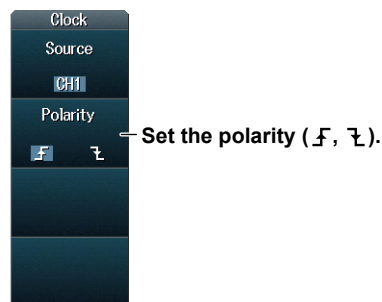 Clock
Source
CH1
Polarity
Set the polarity (⨍, ⨎).